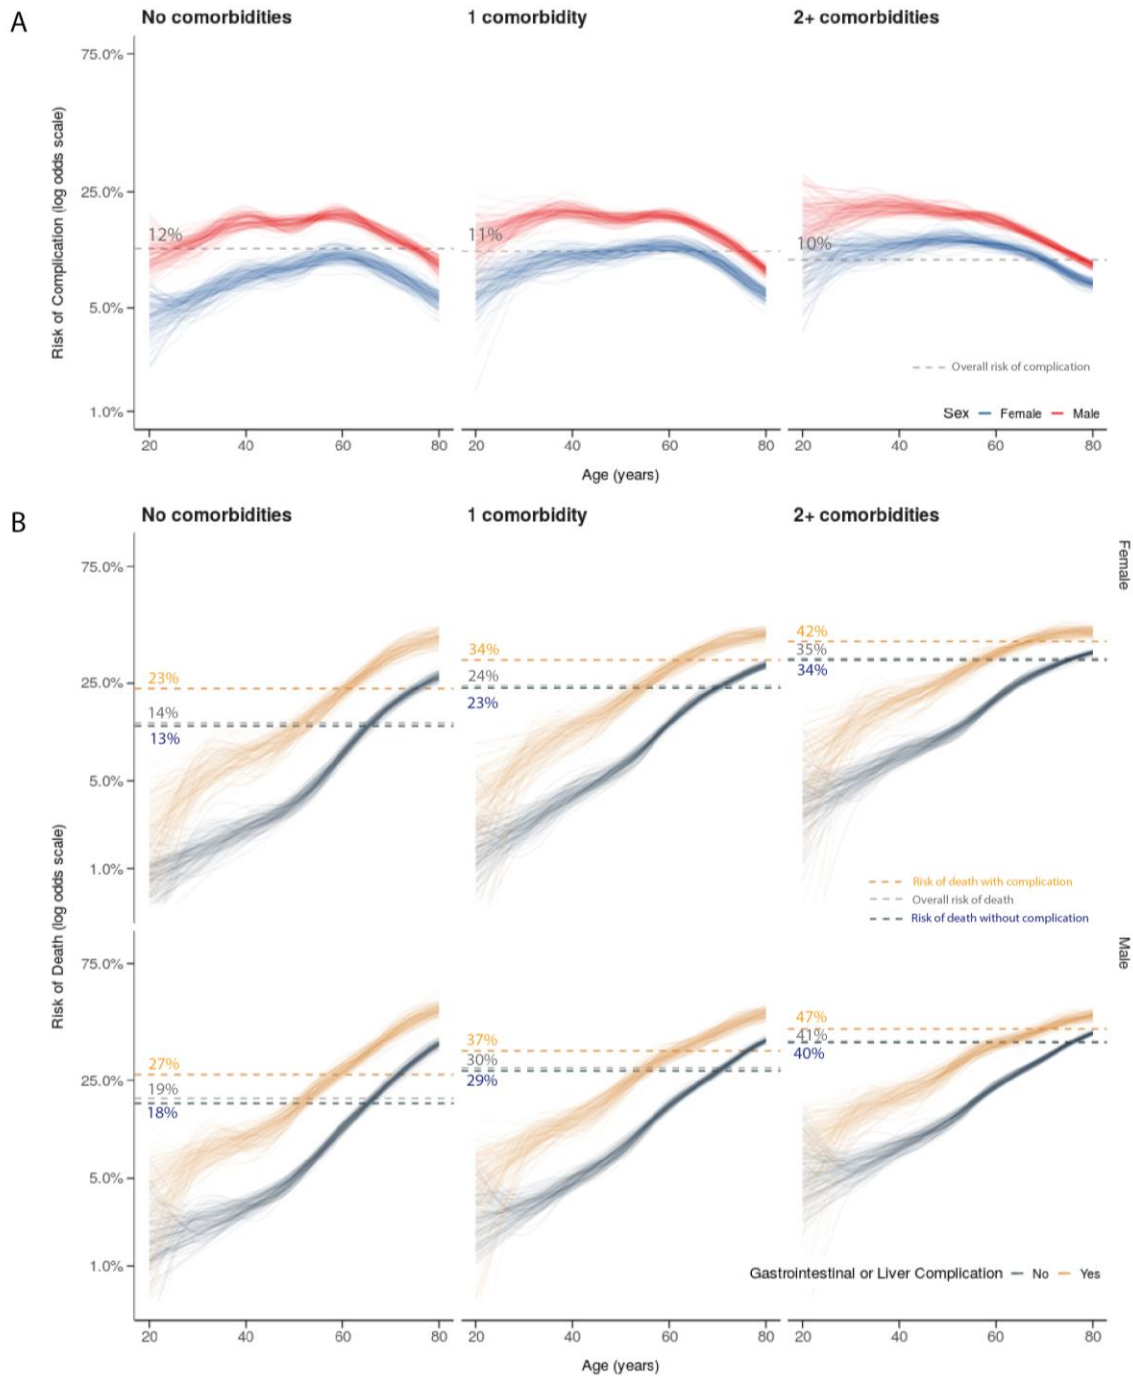 A
No comorbidities
1 comorbidity
2+ comorbidities
Risk of Complication (log odds scale)
75.0%
25.0%
5.0%
1.0%
12%
11%
10%
Overall risk of complication
Sex Female Male
20 40 60 80 20 40 60 80 20 40 60 80
Age (years)
B
No comorbidities
1 comorbidity
2+ comorbidities
Female
Risk of Death (log odds scale)
75.0%
25.0%
5.0%
1.0%
23%
14%
13%
34%
24%
23%
42%
35%
34%
Risk of death with complication
Overall risk of death
Risk of death without complication
Male
75.0%
25.0%
5.0%
1.0%
27%
19%
18%
37%
30%
29%
47%
41%
40%
Gastrointestinal or Liver Complication No Yes
20 40 60 80 20 40 60 80 20 40 60 80
Age (years)